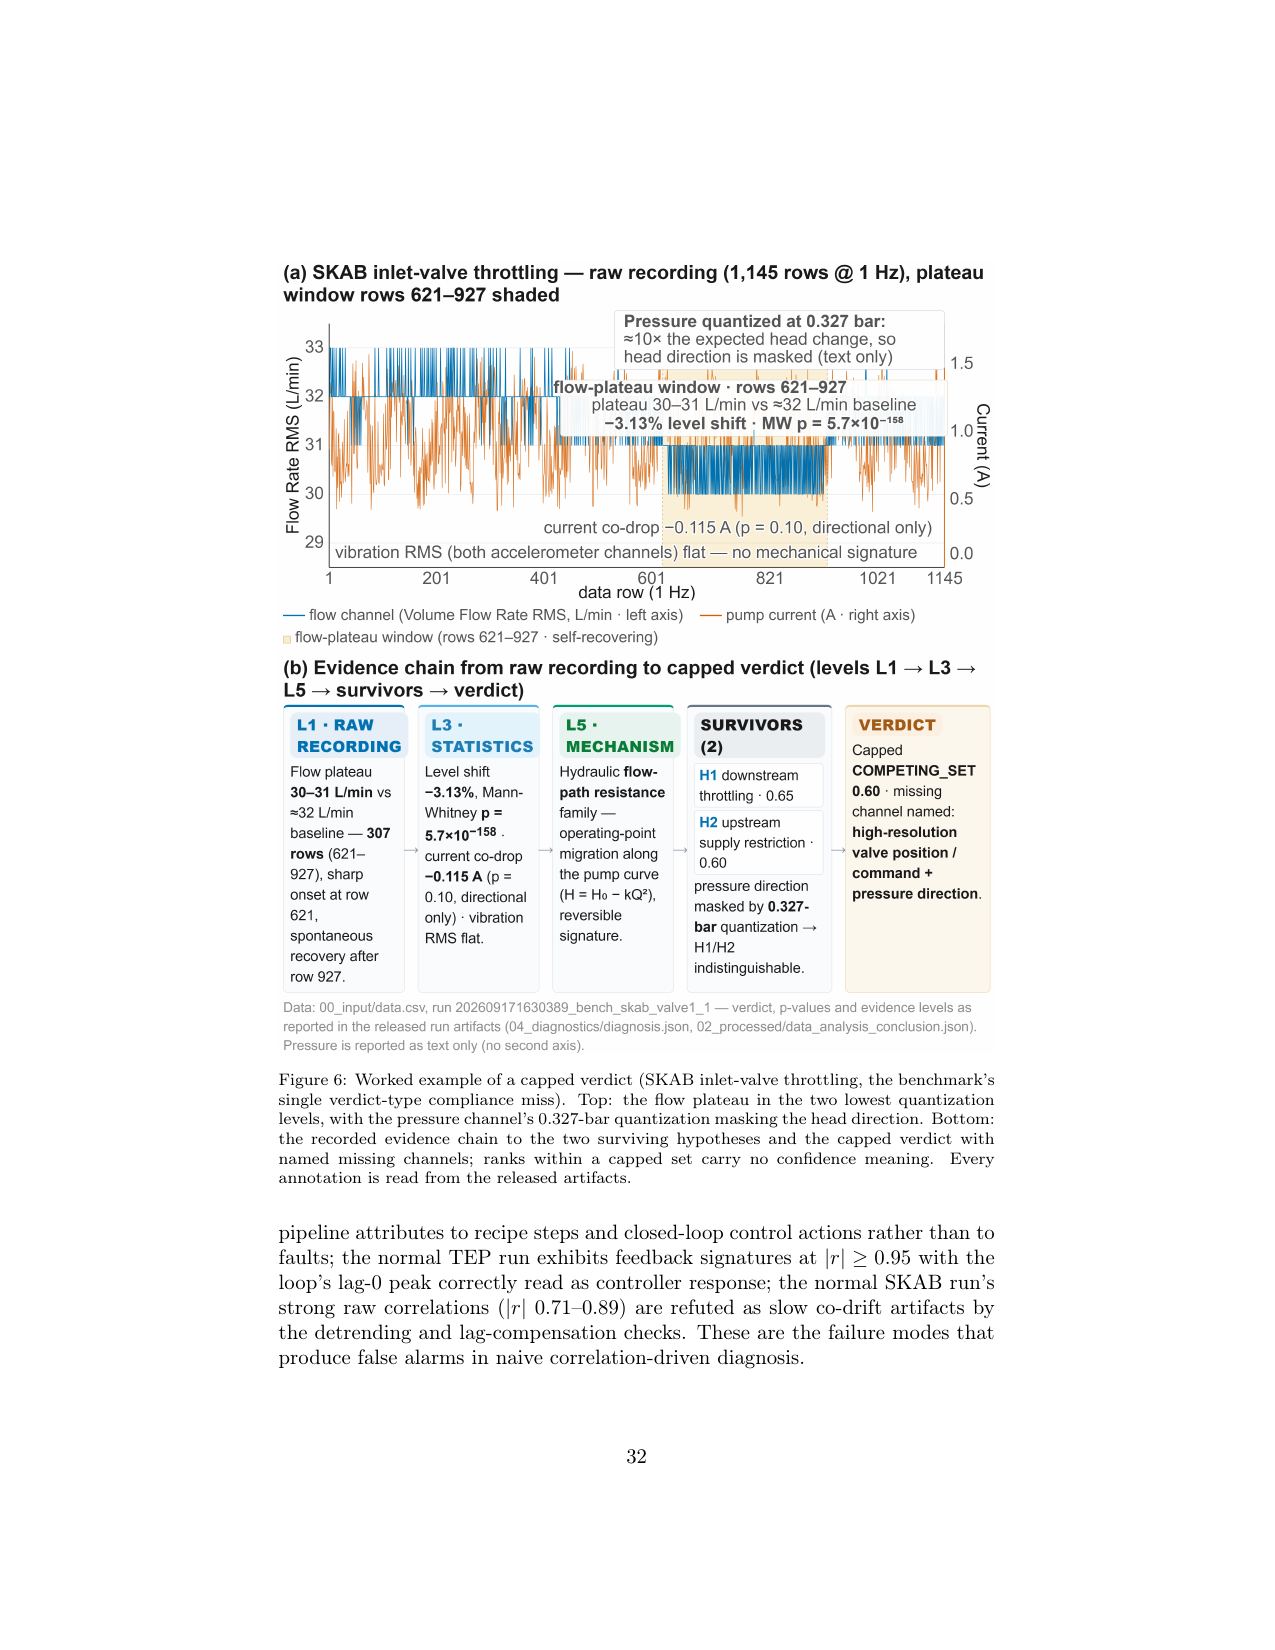 (a) SKAB inlet-valve throttling — raw recording (1,145 rows @ 1 Hz), plateau
window rows 621–927 shaded
Pressure quantized at 0.327 bar:
≈10× the expected head change, so
head direction is masked (text only)
flow-plateau window · rows 621–927
plateau 30–31 L/min vs ≈32 L/min baseline
−3.13% level shift · MW p = 5.7×10⁻¹⁵⁸
current co-drop −0.115 A (p = 0.10, directional only)
vibration RMS (both accelerometer channels) flat — no mechanical signature
Flow Rate RMS (L/min)
33
32
31
30
29
Current (A)
1.5
1.0
0.5
0.0
1 201 401 601 821 1021 1145
data row (1 Hz)
flow channel (Volume Flow Rate RMS, L/min · left axis) pump current (A · right axis)
flow-plateau window (rows 621–927 · self-recovering)
(b) Evidence chain from raw recording to capped verdict (levels L1 → L3 →
L5 → survivors → verdict)
L1 · RAW
RECORDING
Flow plateau
30–31 L/min vs
≈32 L/min
baseline — 307
rows (621–
927), sharp
onset at row
621,
spontaneous
recovery after
row 927.
→
L3 ·
STATISTICS
Level shift
−3.13%, Mann-
Whitney p =
5.7×10⁻¹⁵⁸ ·
current co-drop
−0.115 A (p =
0.10, directional
only) · vibration
RMS flat.
→
L5 ·
MECHANISM
Hydraulic flow-
path resistance
family —
operating-point
migration along
the pump curve
(H = H₀ − kQ²),
reversible
signature.
→
SURVIVORS
(2)
H1 downstream
throttling · 0.65
H2 upstream
supply restriction ·
0.60
pressure direction
masked by 0.327-
bar quantization →
H1/H2
indistinguishable.
→
VERDICT
Capped
COMPETING_SET
0.60 · missing
channel named:
high-resolution
valve position /
command +
pressure direction.
Data: 00_input/data.csv, run 202609171630389_bench_skab_valve1_1 — verdict, p-values and evidence levels as
reported in the released run artifacts (04_diagnostics/diagnosis.json, 02_processed/data_analysis_conclusion.json).
Pressure is reported as text only (no second axis).
Figure 6: Worked example of a capped verdict (SKAB inlet-valve throttling, the benchmark's
single verdict-type compliance miss). Top: the flow plateau in the two lowest quantization
levels, with the pressure channel's 0.327-bar quantization masking the head direction. Bottom:
the recorded evidence chain to the two surviving hypotheses and the capped verdict with
named missing channels; ranks within a capped set carry no confidence meaning. Every
annotation is read from the released artifacts.
pipeline attributes to recipe steps and closed-loop control actions rather than to
faults; the normal TEP run exhibits feedback signatures at |r| ≥ 0.95 with the
loop's lag-0 peak correctly read as controller response; the normal SKAB run's
strong raw correlations (|r| 0.71–0.89) are refuted as slow co-drift artifacts by
the detrending and lag-compensation checks. These are the failure modes that
produce false alarms in naive correlation-driven diagnosis.
32